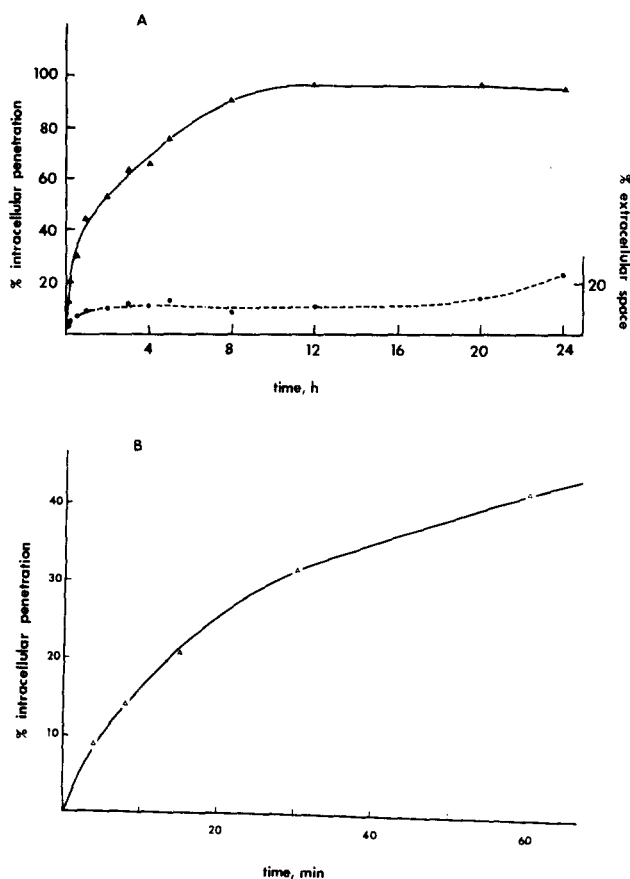 A
100
80
60
40
20
% intracellular penetration
20
% extracellular space
4
8
12
16
20
24
time, h
B
40
30
20
10
% intracellular penetration
20
40
60
time, min